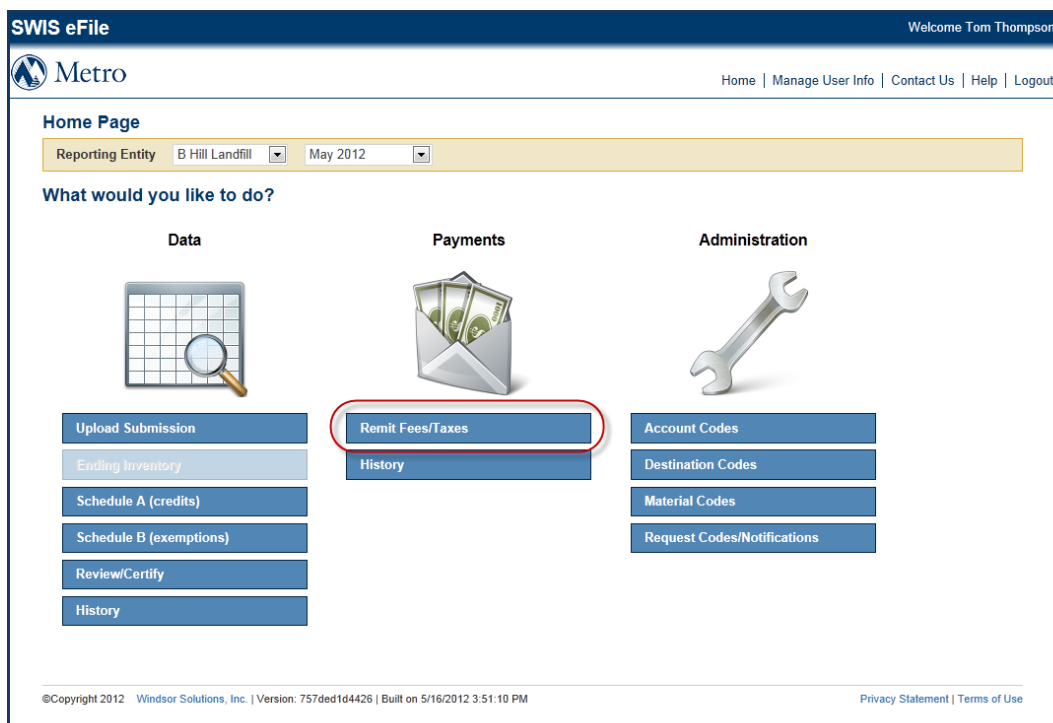 SWIS eFile
Welcome Tom Thompson
Metro
Home | Manage User Info | Contact Us | Help | Logout
Home Page
Reporting Entity B Hill Landfill May 2012
What would you like to do?
Data
Payments
Administration
Upload Submission
Ending Inventory
Schedule A (credits)
Schedule B (exemptions)
Review/Certify
History
Remit Fees/Taxes
History
Account Codes
Destination Codes
Material Codes
Request Codes/Notifications
©Copyright 2012 Windsor Solutions, Inc. | Version: 757ded1d4426 | Built on 5/16/2012 3:51:10 PM
Privacy Statement | Terms of Use